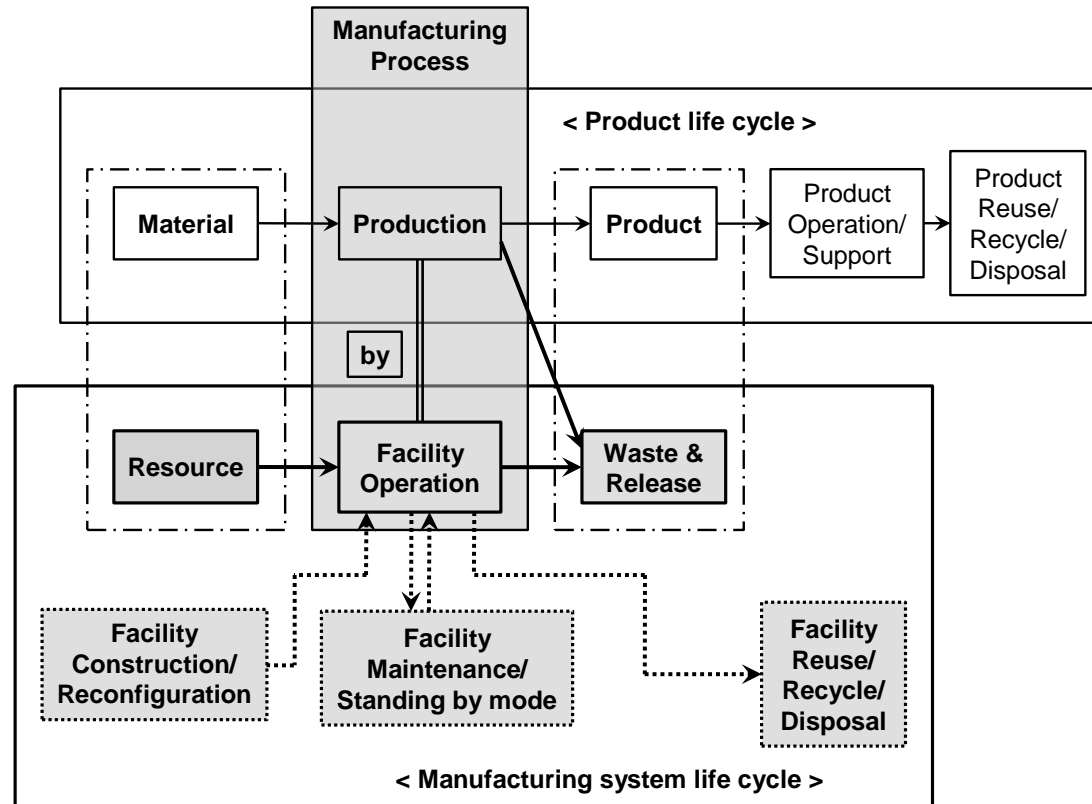 Manufacturing
Process
< Product life cycle >
Material
Production
Product
Product
Operation/
Support
Product
Reuse/
Recycle/
Disposal
by
Resource
Facility
Operation
Waste &
Release
Facility
Construction/
Reconfiguration
Facility
Maintenance/
Standing by mode
Facility
Reuse/
Recycle/
Disposal
< Manufacturing system life cycle >